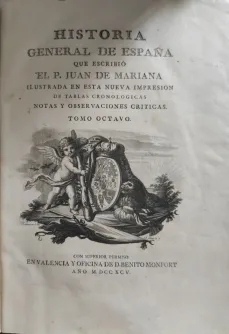 HISTORIA
GENERAL DE ESPAÑA
QUE ESCRIBIÓ
EL P. JUAN DE MARIANA
ILUSTRADA EN ESTA NUEVA IMPRESION
DE TABLAS CRONOLOGICAS
NOTAS Y OBSERVACIONES CRITICAS.
TOMO OCTAVO.
CON SUPERIOR PERMISO
EN VALENCIA Y OFICINA DE D. BENITO MONFORT
AÑO M.DCC.XCV.